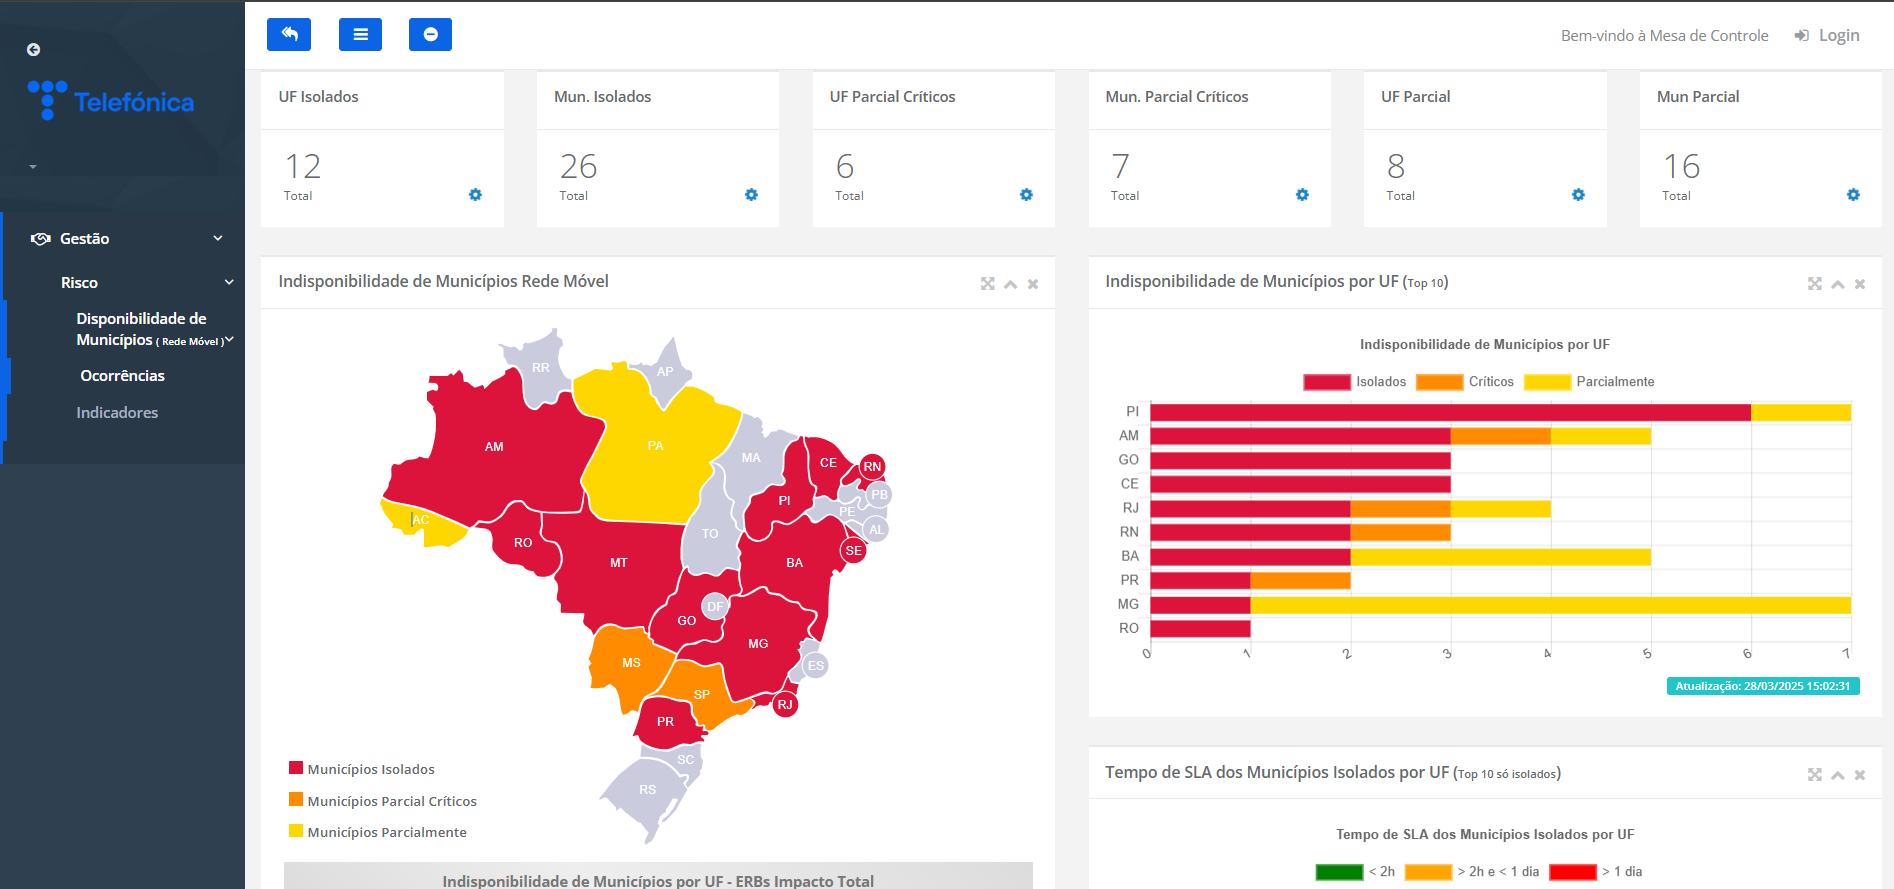 Telefónica
Gestão
Risco
Disponibilidade de
Municípios ( Rede Móvel )
Ocorrências
Indicadores
Bem-vindo à Mesa de Controle
Login
UF Isolados
12
Total
Mun. Isolados
26
Total
UF Parcial Críticos
6
Total
Mun. Parcial Críticos
7
Total
UF Parcial
8
Total
Mun Parcial
16
Total
Indisponibilidade de Municípios Rede Móvel
RR
AP
AM
PA
MA
CE
RN
PI
PB
PE
AL
AC
TO
SE
RO
MT
BA
DF
GO
MG
MS
ES
SP
RJ
PR
SC
RS
Municípios Isolados
Municípios Parcial Críticos
Municípios Parcialmente
Indisponibilidade de Municípios por UF - ERBs Impacto Total
Indisponibilidade de Municípios por UF (Top 10)
Indisponibilidade de Municípios por UF
Isolados Críticos Parcialmente
PI
AM
GO
CE
RJ
RN
BA
PR
MG
RO
0 1 2 3 4 5 6 7
Atualização: 28/03/2025 15:02:31
Tempo de SLA dos Municípios Isolados por UF (Top 10 só isolados)
Tempo de SLA dos Municípios Isolados por UF
< 2h > 2h e < 1 dia > 1 dia